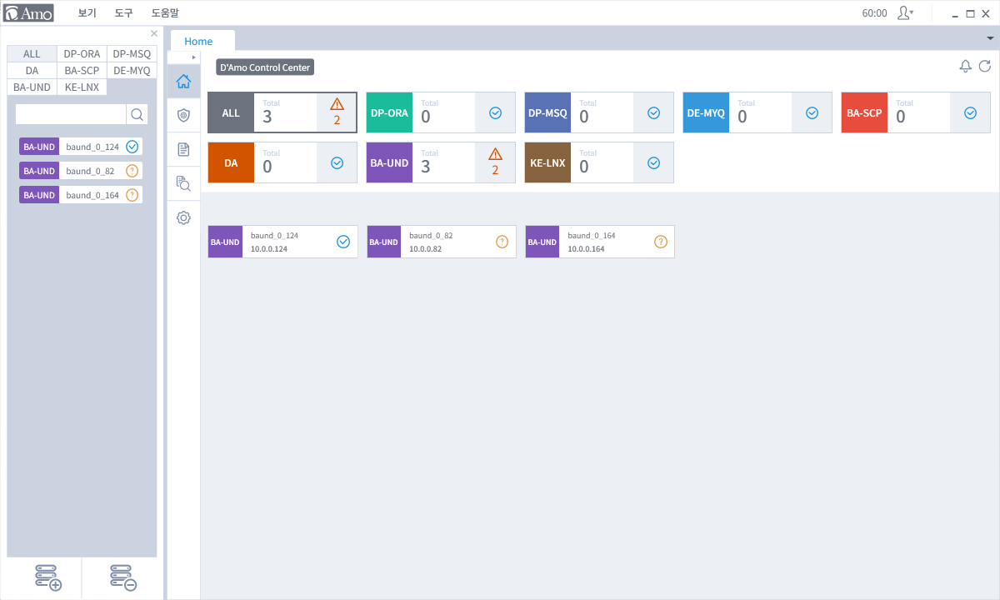 Amo 보기 도구 도움말 60:00
Home
ALL DP-ORA DP-MSQ
DA BA-SCP DE-MYQ
BA-UND KE-LNX
BA-UND baund_0_124
BA-UND baund_0_82
BA-UND baund_0_164
D'Amo Control Center
ALL Total 3 2
DP-ORA Total 0
DP-MSQ Total 0
DE-MYQ Total 0
BA-SCP Total 0
DA Total 0
BA-UND Total 3 2
KE-LNX Total 0
BA-UND baund_0_124
10.0.0.124
BA-UND baund_0_82
10.0.0.82
BA-UND baund_0_164
10.0.0.164